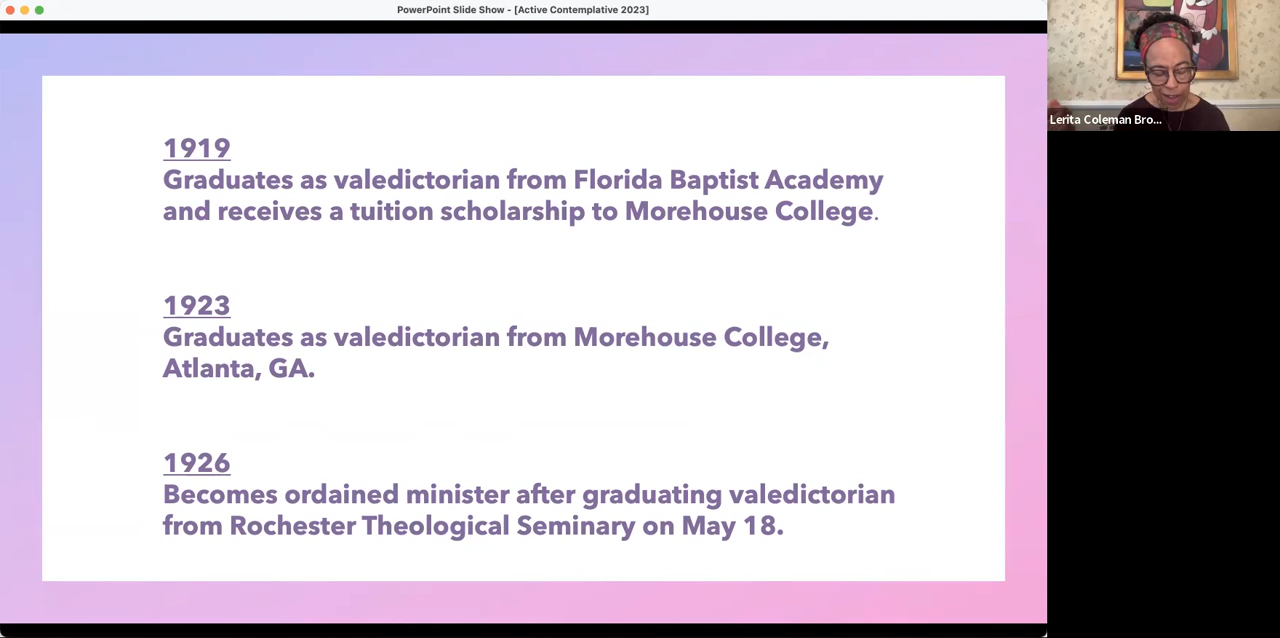 PowerPoint Slide Show - [Active Contemplative 2023]
1919
Graduates as valedictorian from Florida Baptist Academy
and receives a tuition scholarship to Morehouse College.
1923
Graduates as valedictorian from Morehouse College,
Atlanta, GA.
1926
Becomes ordained minister after graduating valedictorian
from Rochester Theological Seminary on May 18.
Lerita Coleman Bro...